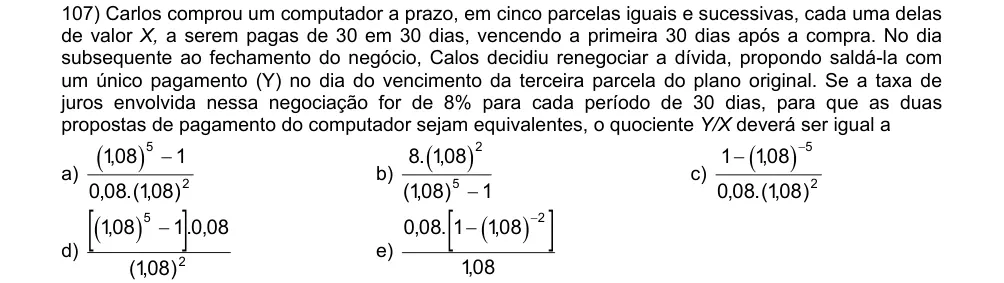 107) Carlos comprou um computador a prazo, em cinco parcelas iguais e sucessivas, cada uma delas
de valor X, a serem pagas de 30 em 30 dias, vencendo a primeira 30 dias após a compra. No dia
subsequente ao fechamento do negócio, Calos decidiu renegociar a dívida, propondo saldá-la com
um único pagamento (Y) no dia do vencimento da terceira parcela do plano original. Se a taxa de
juros envolvida nessa negociação for de 8% para cada período de 30 dias, para que as duas
propostas de pagamento do computador sejam equivalentes, o quociente Y/X deverá ser igual a
a) ((1,08)^5 − 1) / (0,08.(1,08)^2) b) (8.(1,08)^2) / ((1,08)^5 − 1) c) (1−(1,08)^−5) / (0,08.(1,08)^2)
d) ([(1,08)^5 − 1].0,08) / ((1,08)^2) e) (0,08.[1−(1,08)^−2]) / (1,08)